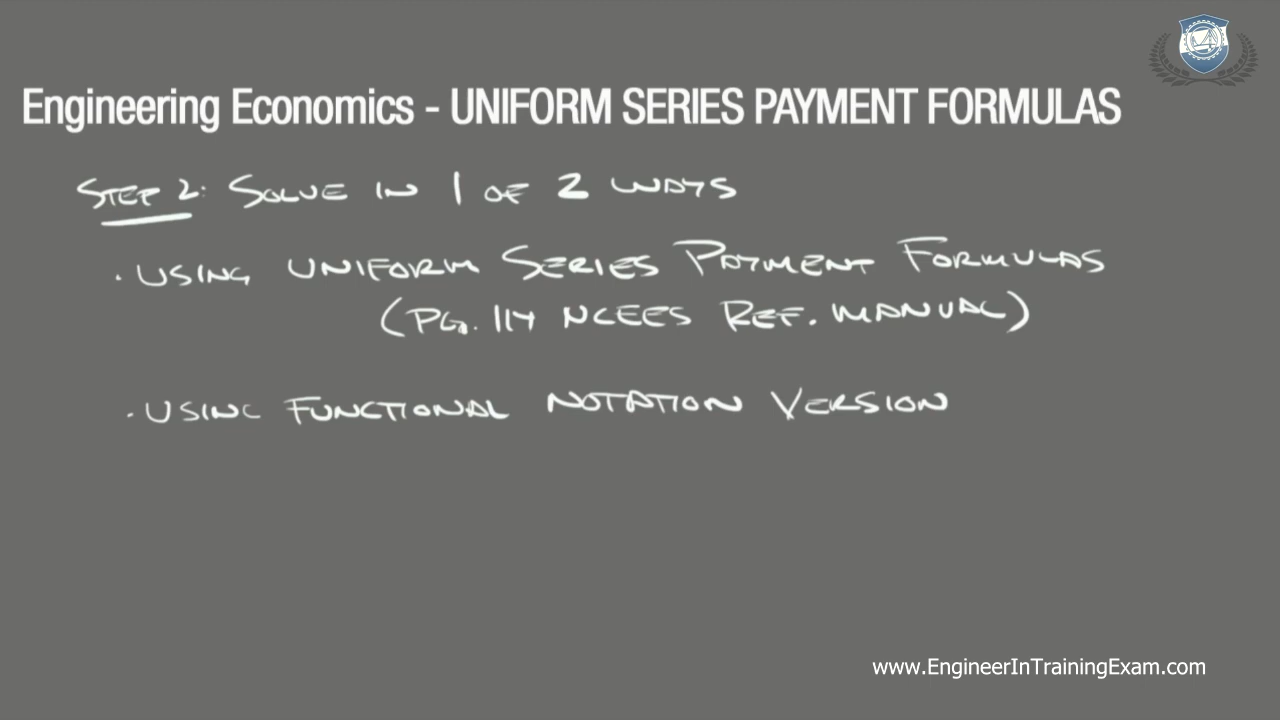 Engineering Economics - UNIFORM SERIES PAYMENT FORMULAS
STEP 2: SOLVE IN 1 OF 2 WAYS
. USING UNIFORM SERIES PAYMENT FORMULAS
(PG. 114 NCEES REF. MANUAL)
. USING FUNCTIONAL NOTATION VERSION
www.EngineerInTrainingExam.com